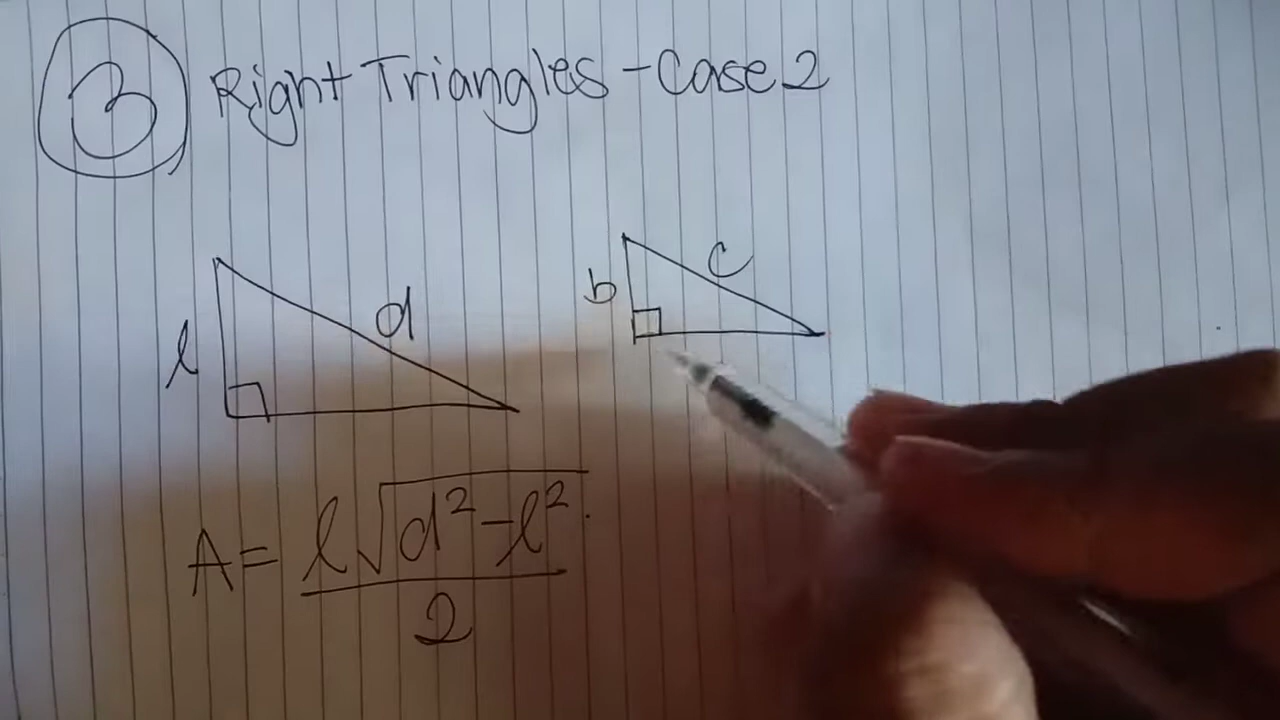 3 Right Triangles - Case 2
l d
b c
A = l√d² - l² / 2